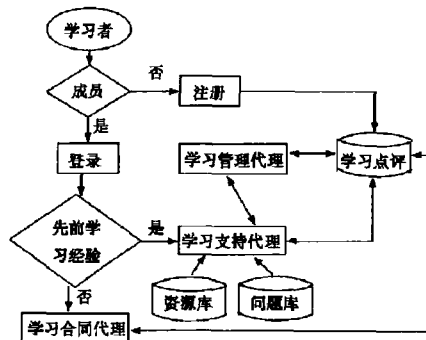 学习者
成员
否
注册
是
登录
学习管理代理
学习点评
先前学
习经验
是
学习支持代理
否
资源库
问题库
学习合同代理